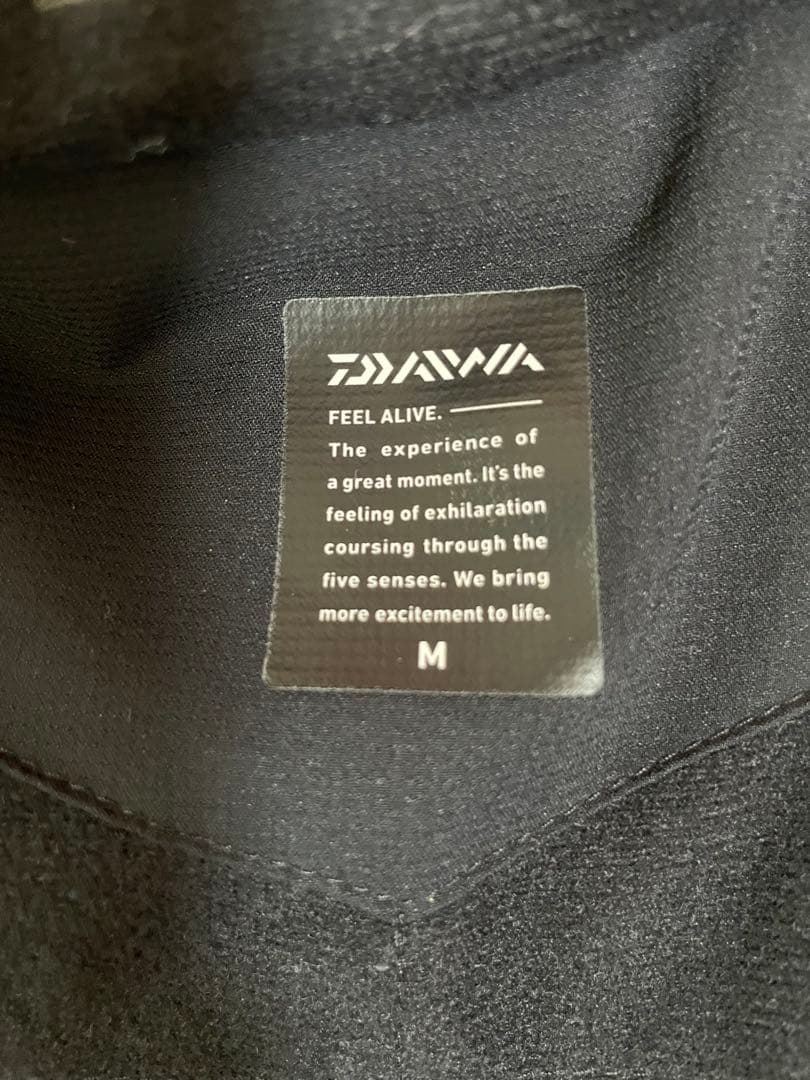 DAIWA
FEEL ALIVE.
The experience of
a great moment. It's the
feeling of exhilaration
coursing through the
five senses. We bring
more excitement to life.
M